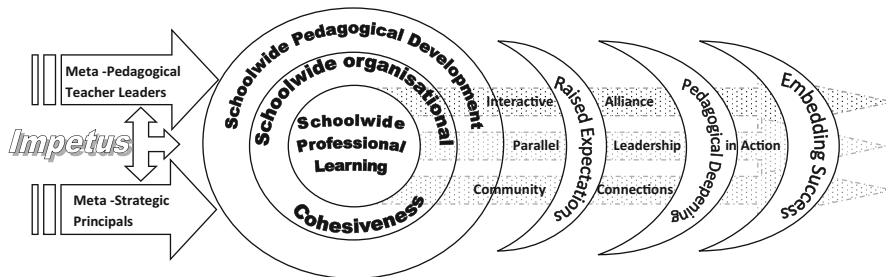 Meta -Pedagogical
Teacher Leaders
Impetus
Meta -Strategic
Principals
Schoolwide Pedagogical Development
Schoolwide organisational
Cohesiveness
Schoolwide
Professional
Learning
Interactive Alliance
Parallel Leadership in Action
Community Connections
Raised Expectations
Pedagogical Deepening
Embedding Success